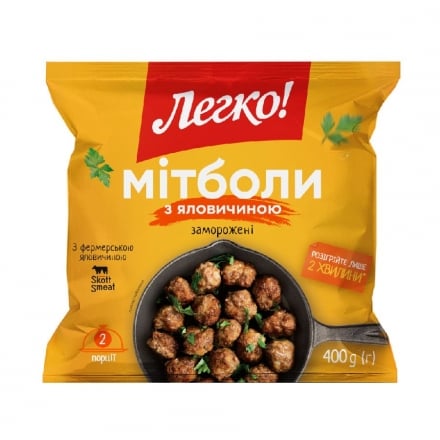 Легко!
мітболи
з яловичиною
заморожені
З фермерською
яловичиною
Skott
Smeat
розігрійте лише
2 хвилини*
2
порції
400 g (г)